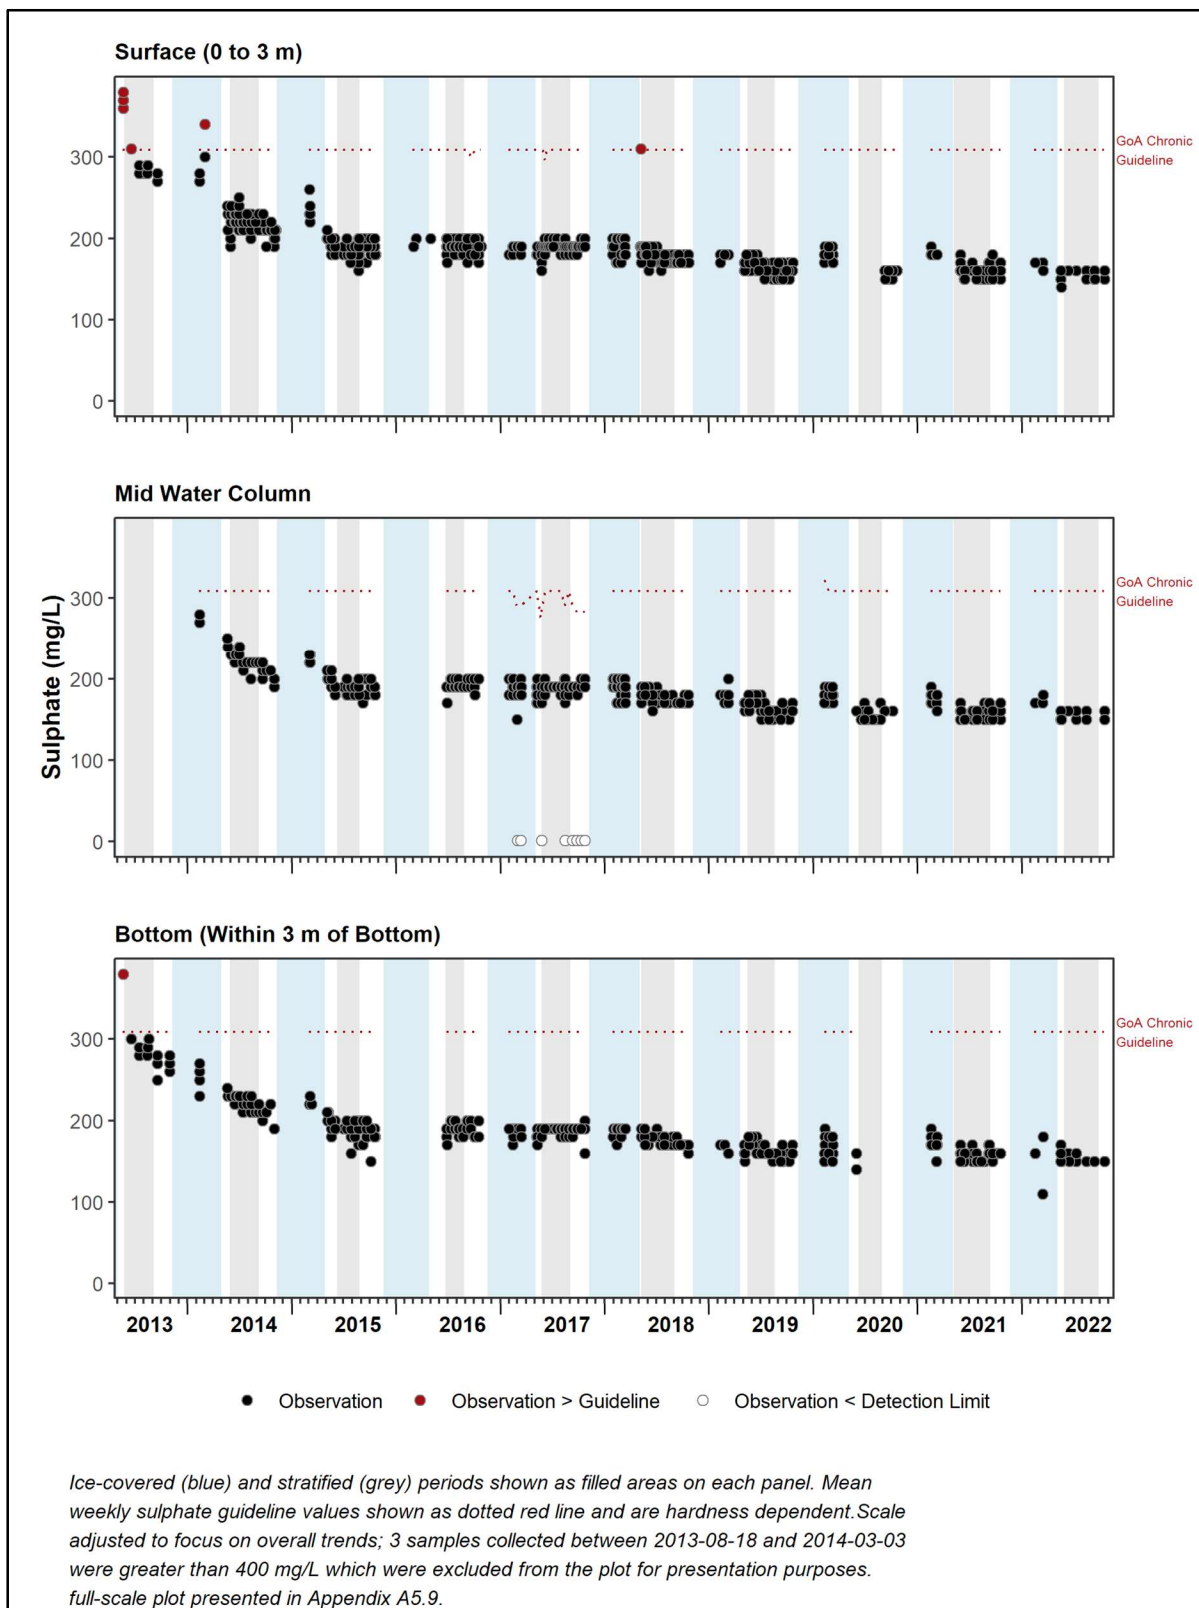 Surface (0 to 3 m)
300
200
100
0
GoA Chronic
Guideline
Mid Water Column
Sulphate (mg/L)
300
200
100
0
GoA Chronic
Guideline
Bottom (Within 3 m of Bottom)
300
200
100
0
GoA Chronic
Guideline
2013 2014 2015 2016 2017 2018 2019 2020 2021 2022
Observation Observation > Guideline Observation < Detection Limit
Ice-covered (blue) and stratified (grey) periods shown as filled areas on each panel. Mean
weekly sulphate guideline values shown as dotted red line and are hardness dependent.Scale
adjusted to focus on overall trends; 3 samples collected between 2013-08-18 and 2014-03-03
were greater than 400 mg/L which were excluded from the plot for presentation purposes.
full-scale plot presented in Appendix A5.9.